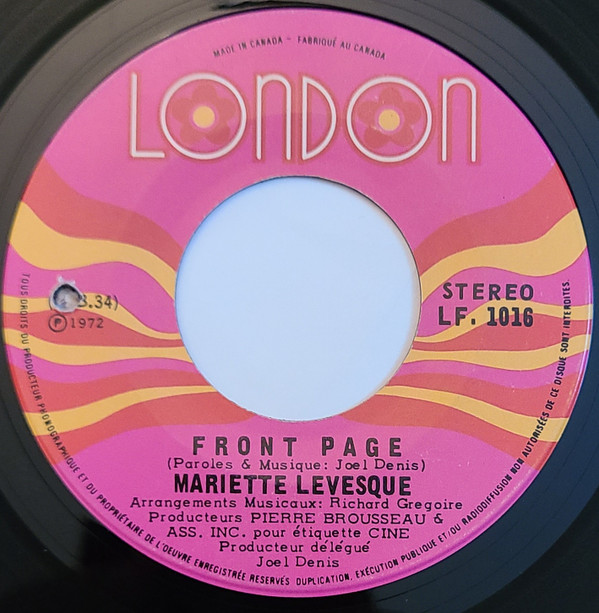 MADE IN CANADA - FABRIQUÉ AU CANADA
LONDON
3.34)
℗ 1972
STEREO
LF. 1016
FRONT PAGE
(Paroles & Musique: Joel Denis)
MARIETTE LEVESQUE
Arrangements Musicaux: Richard Gregoire
Producteurs PIERRE BROUSSEAU &
ASS. INC. pour étiquette CINE
Producteur délégué
Joel Denis
TOUS DROITS DU PRODUCTEUR PHONOGRAPHIQUE ET DU PROPRIÉTAIRE DE L'OEUVRE ENREGISTRÉE RESERVÉS DUPLICATION, EXÉCUTION PUBLIQUE ET/OU RADIODIFFUSION NON AUTORISÉES DE CE DISQUE SONT INTERDITES.